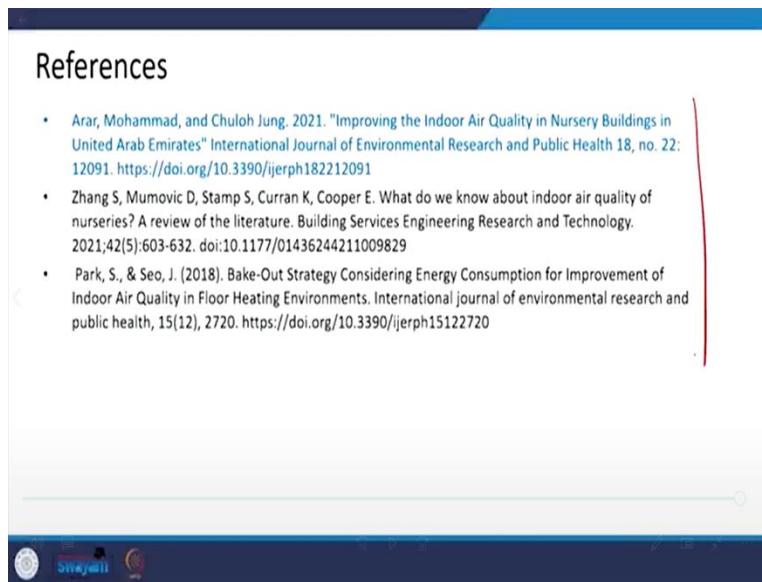 References
• Arar, Mohammad, and Chuloh Jung. 2021. "Improving the Indoor Air Quality in Nursery Buildings in
United Arab Emirates" International Journal of Environmental Research and Public Health 18, no. 22:
12091. https://doi.org/10.3390/ijerph182212091
• Zhang S, Mumovic D, Stamp S, Curran K, Cooper E. What do we know about indoor air quality of
nurseries? A review of the literature. Building Services Engineering Research and Technology.
2021;42(5):603-632. doi:10.1177/01436244211009829
• Park, S., & Seo, J. (2018). Bake-Out Strategy Considering Energy Consumption for Improvement of
Indoor Air Quality in Floor Heating Environments. International journal of environmental research and
public health, 15(12), 2720. https://doi.org/10.3390/ijerph15122720
swayam